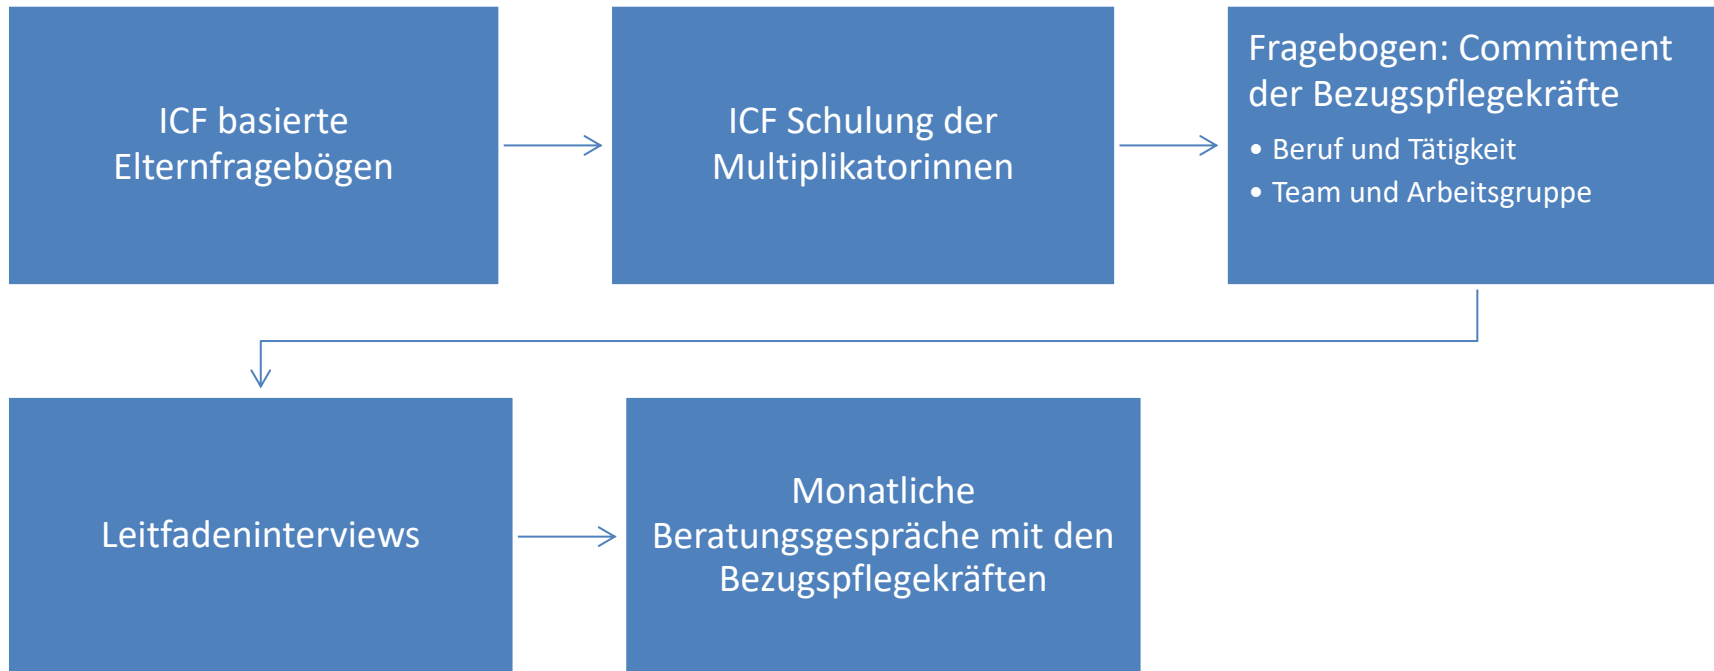 ICF basierte
Elternfragebögen
ICF Schulung der
Multiplikatorinnen
Fragebogen: Commitment
der Bezugspflegekräfte
• Beruf und Tätigkeit
• Team und Arbeitsgruppe
Leitfadeninterviews
Monatliche
Beratungsgespräche mit den
Bezugspflegekräften